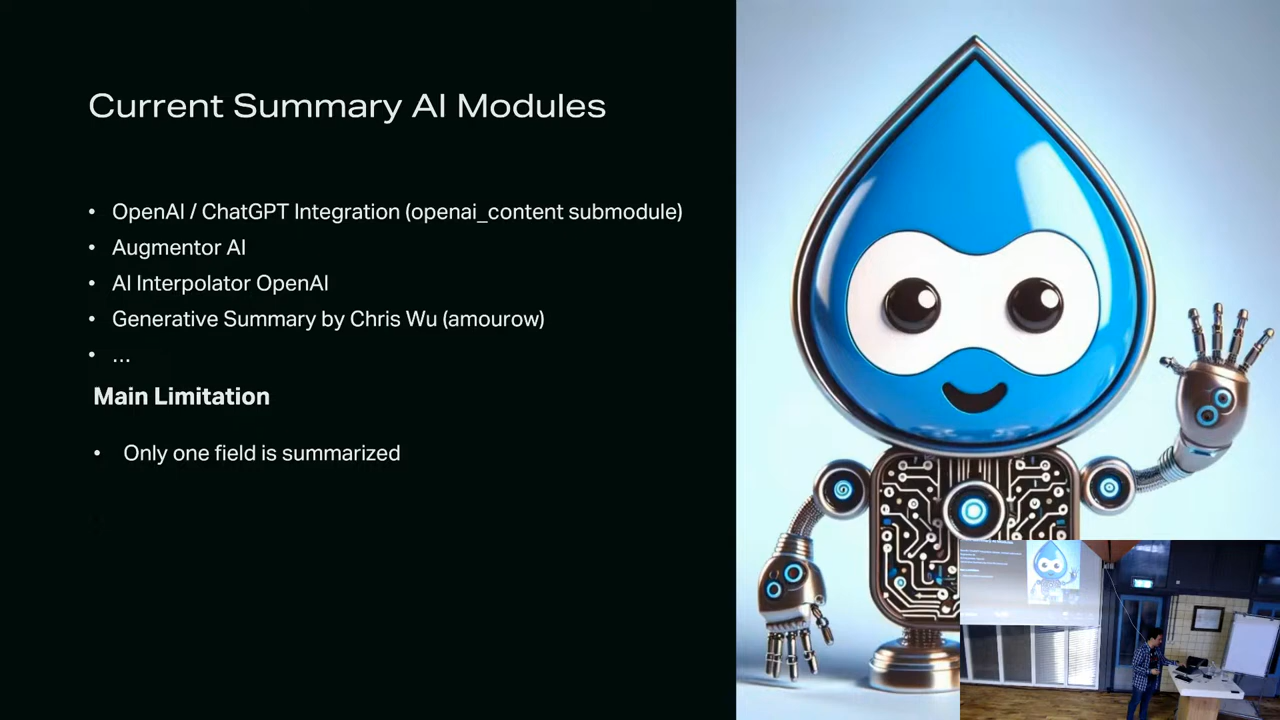 Current Summary AI Modules
• OpenAI / ChatGPT Integration (openai_content submodule)
• Augmentor AI
• AI Interpolator OpenAI
• Generative Summary by Chris Wu (amourow)
• ...
Main Limitation
• Only one field is summarized